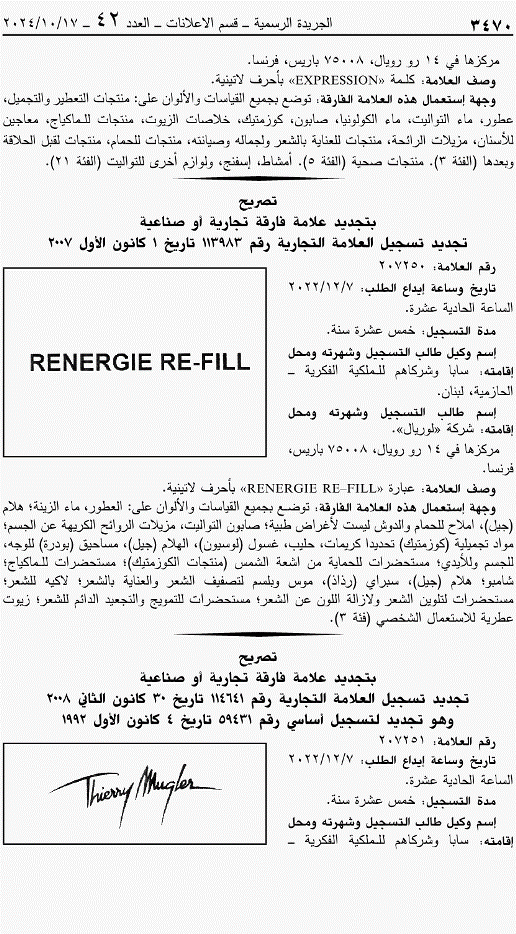 ٣٤٧٠ الجريدة الرسمية ــ قسم الاعلانات ــ العدد ٤٢ ــ ٢٠٢٤/١٠/١٧
مركزها في ١٤ رو رويال، ٧٥٠٠٨ باريس، فرنسا.
وصف العلامة: كلـمة «EXPRESSION» بأحرف لاتينية.
وجهة إستعمال هذه العلامة الفارقة: توضع بجميع القياسات والألوان على: منتجات التعطير والتجميل،
عطور، ماء التواليت، ماء الكولونيا، صابون، كوزمتيك، خلاصات الزيوت، منتجات للـماكياج، معاجين
للأسنان، مزيلات الرائحة، منتجات للعناية بالشعر ولجماله وصيانته، منتجات للحمام، منتجات لقبل الحلاقة
وبعدها (الفئة ٣). منتجات صحية (الفئة ٥). أمشاط، إسفنج، ولوازم أخرى للتواليت (الفئة ٢١).
تصريح
بتجديد علامة فارقة تجارية أو صناعية
تجديد تسجيل العلامة التجارية رقم ١١٣٩٨٣ تاريخ ١ كانون الأول ٢٠٠٧
رقم العلامة: ٢٠٧٢٥٠
تاريخ وساعة إيداع الطلب: ٢٠٢٢/١٢/٧
الساعة الحادية عشرة.
مدة التسجيل: خمس عشرة سنة.
إسم وكيل طالب التسجيل وشهرته ومحل
إقامته: سابا وشركاهم للـملكية الفكرية ــ
الحازمية، لبنان.
إسم طالب التسجيل وشهرته ومحل
إقامته: شركة «لوريال».
مركزها في ١٤ رو رويال، ٧٥٠٠٨ باريس،
فرنسا.
RENERGIE RE-FILL
وصف العلامة: عبارة «RENERGIE RE–FILL» بأحرف لاتينية.
وجهة إستعمال هذه العلامة الفارقة: توضع بجميع القياسات والألوان على: العطور، ماء الزينة؛ هلام
(جيل)، املاح للحمام والدوش ليست لأغراض طبية؛ صابون التواليت، مزيلات الروائح الكريهة عن الجسم؛
مواد تجميلية (كوزمتيك) تحديدا كريمات، حليب، غسول (لوسيون)، الهلام (جيل)، مساحيق (بودرة) للوجه،
للجسم وللأيدي؛ مستحضرات للحماية من اشعة الشمس (منتجات الكوزمتيك)؛ مستحضرات للـماكياج؛
شامبو؛ هلام (جيل)، سبراي (رذاذ)، موس وبلسم لتصفيف الشعر والعناية بالشعر؛ لاكيه للشعر؛
مستحضرات لتلوين الشعر ولازالة اللون عن الشعر؛ مستحضرات للتمويج والتجعيد الدائم للشعر؛ زيوت
عطرية للاستعمال الشخصي (فئة ٣).
تصريح
بتجديد علامة فارقة تجارية أو صناعية
تجديد تسجيل العلامة التجارية رقم ١١٤٦٤١ تاريخ ٣٠ كانون الثاني ٢٠٠٨
وهو تجديد لتسجيل أساسي رقم ٥٩٤٣١ تاريخ ٤ كانون الأول ١٩٩٢
رقم العلامة: ٢٠٧٢٥١
تاريخ وساعة إيداع الطلب: ٢٠٢٢/١٢/٧
الساعة الحادية عشرة.
مدة التسجيل: خمس عشرة سنة.
إسم وكيل طالب التسجيل وشهرته ومحل
إقامته: سابا وشركاهم للـملكية الفكرية ــ
Thierry Mugler